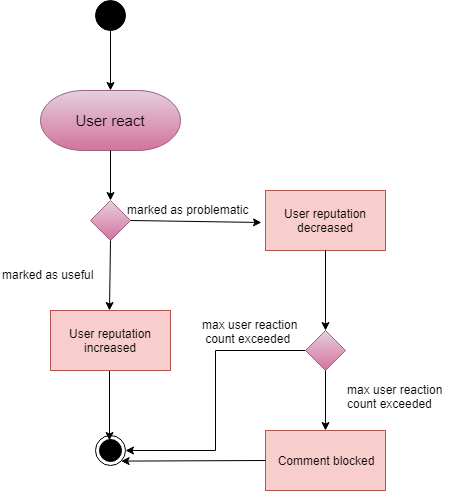 User react
marked as problematic
User reputation
decreased
marked as useful
User reputation
increased
max user reaction
count exceeded
max user reaction
count exceeded
Comment blocked